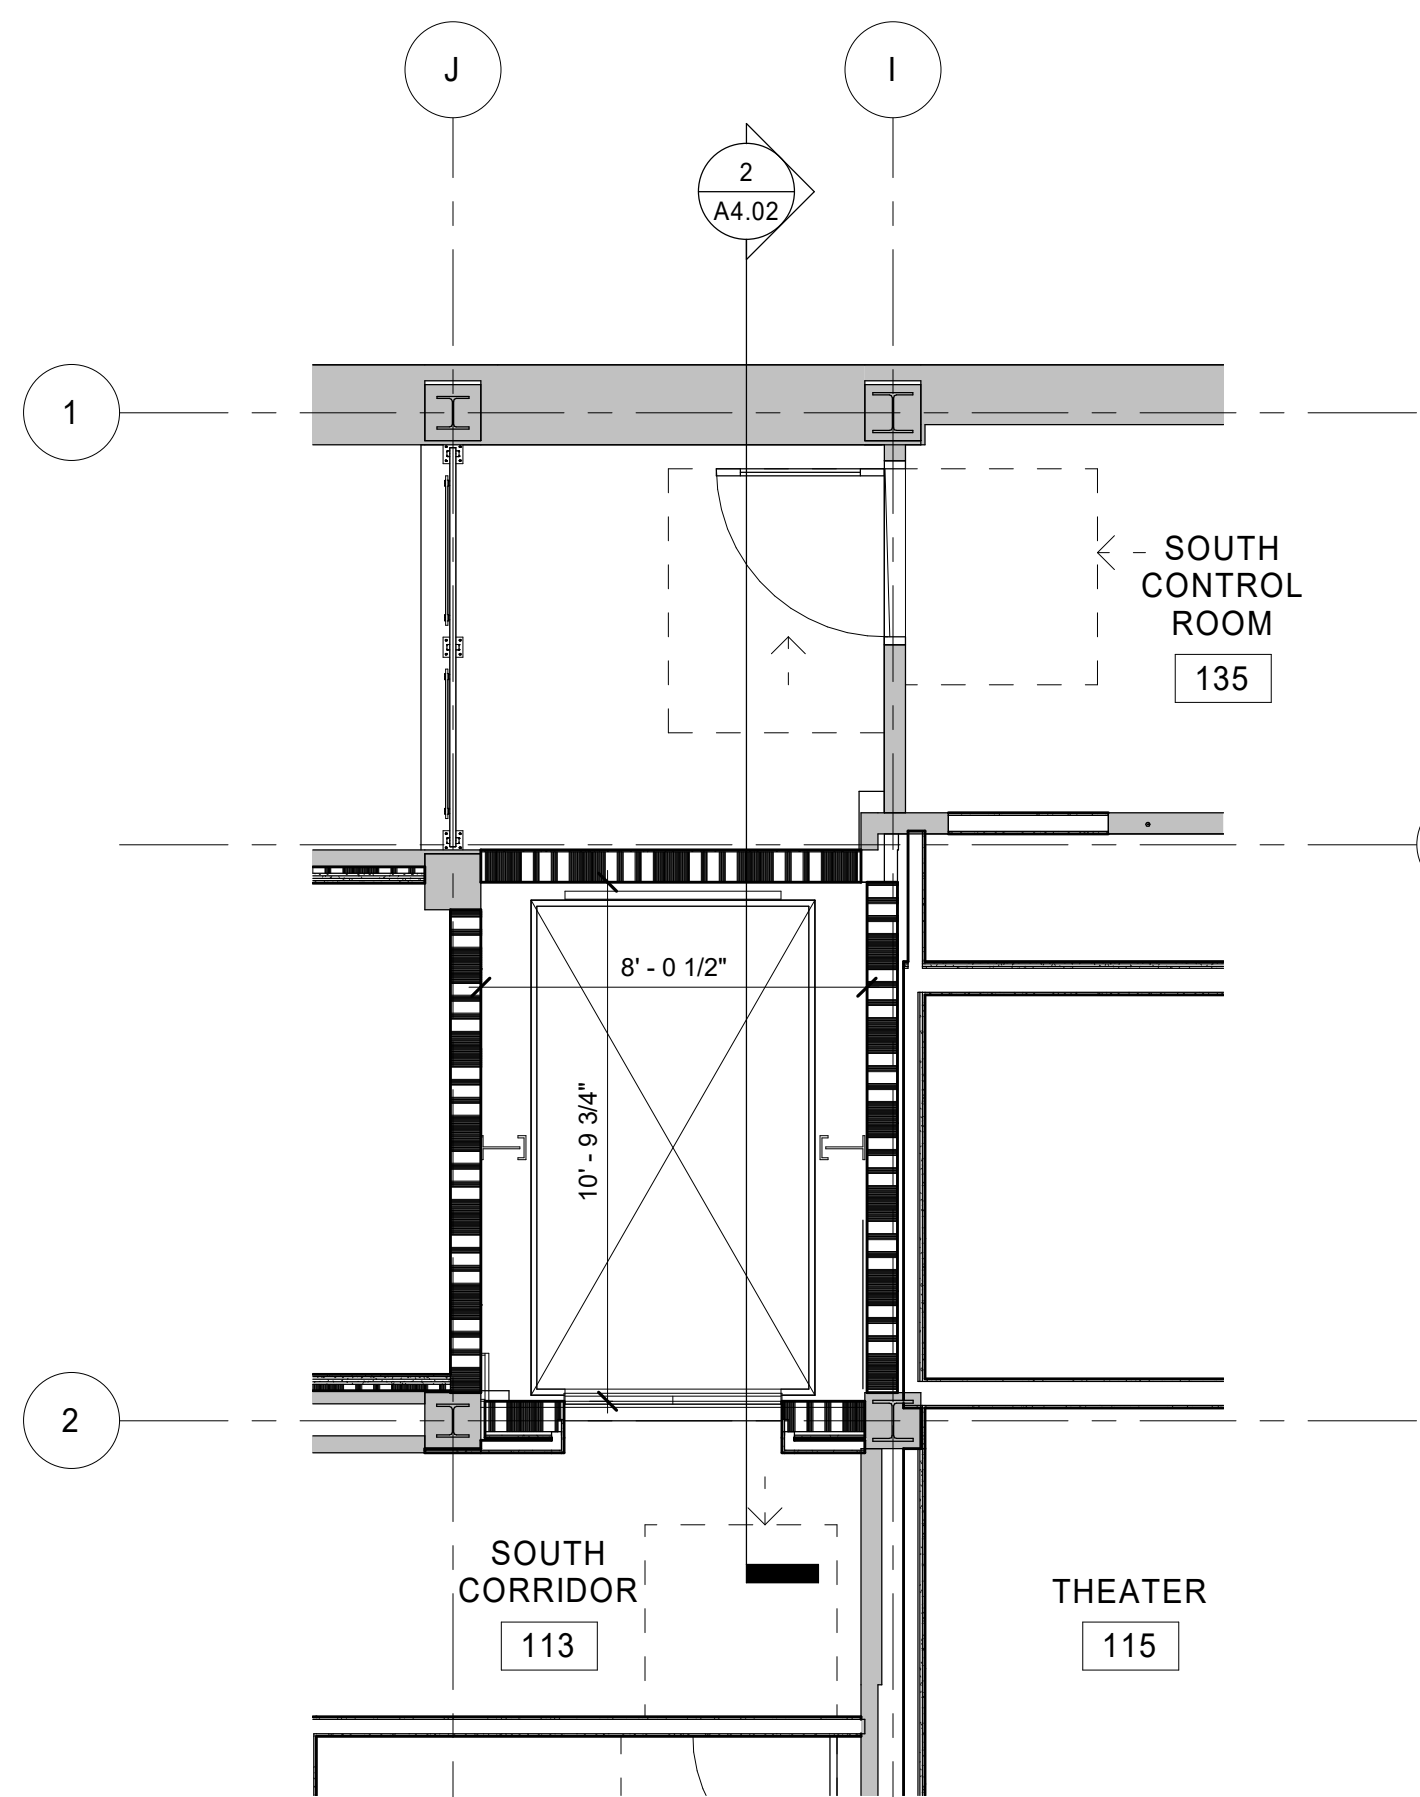 J
I
2
A4.02
1
SOUTH
CONTROL
ROOM
135
8' - 0 1/2"
10' - 9 3/4"
2
SOUTH
CORRIDOR
113
THEATER
115